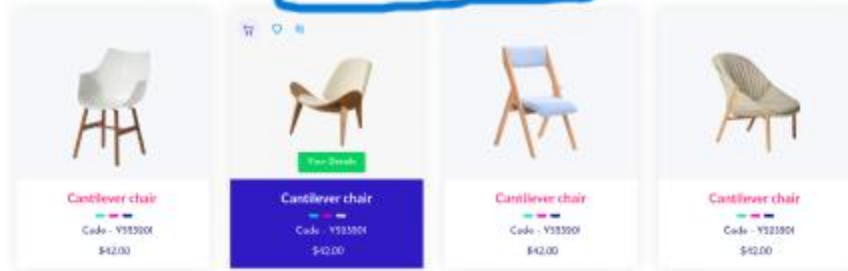 View Details
Cantilever chair
Code - Y523201
$42.00
Cantilever chair
Code - Y523201
$42.00
Cantilever chair
Code - Y523201
$42.00
Cantilever chair
Code - Y523201
$42.00